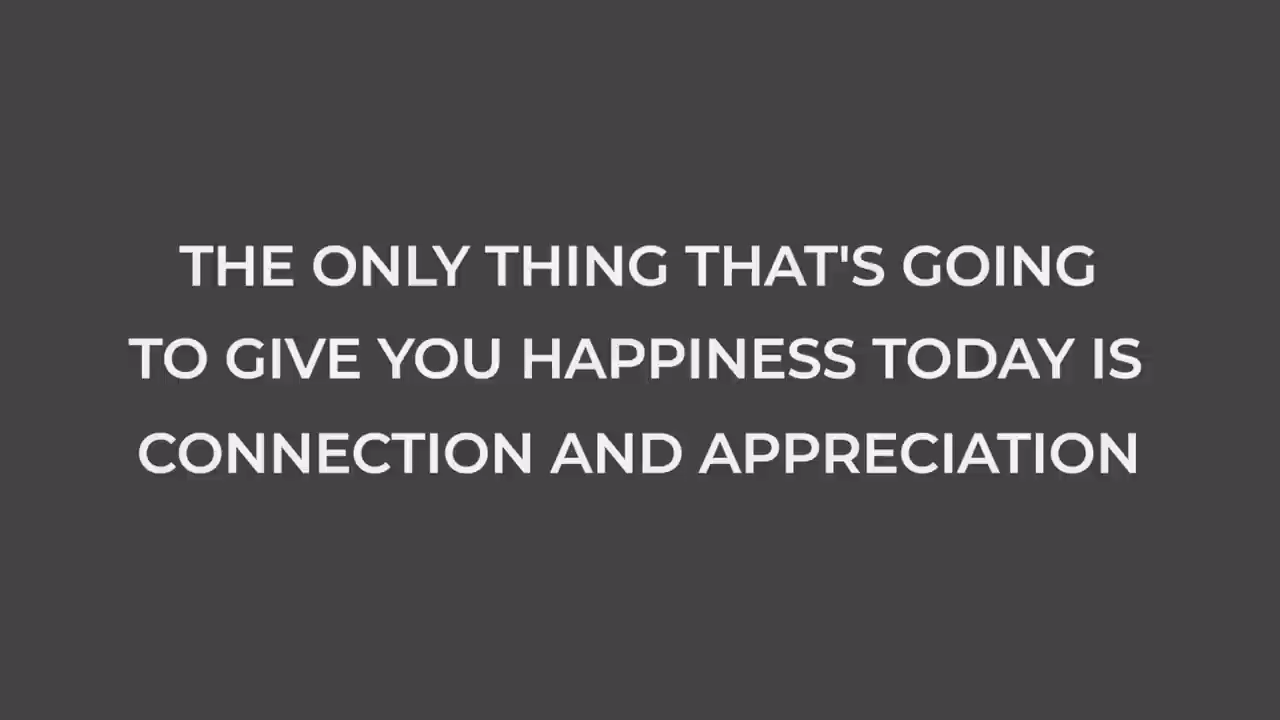 THE ONLY THING THAT'S GOING
TO GIVE YOU HAPPINESS TODAY IS
CONNECTION AND APPRECIATION